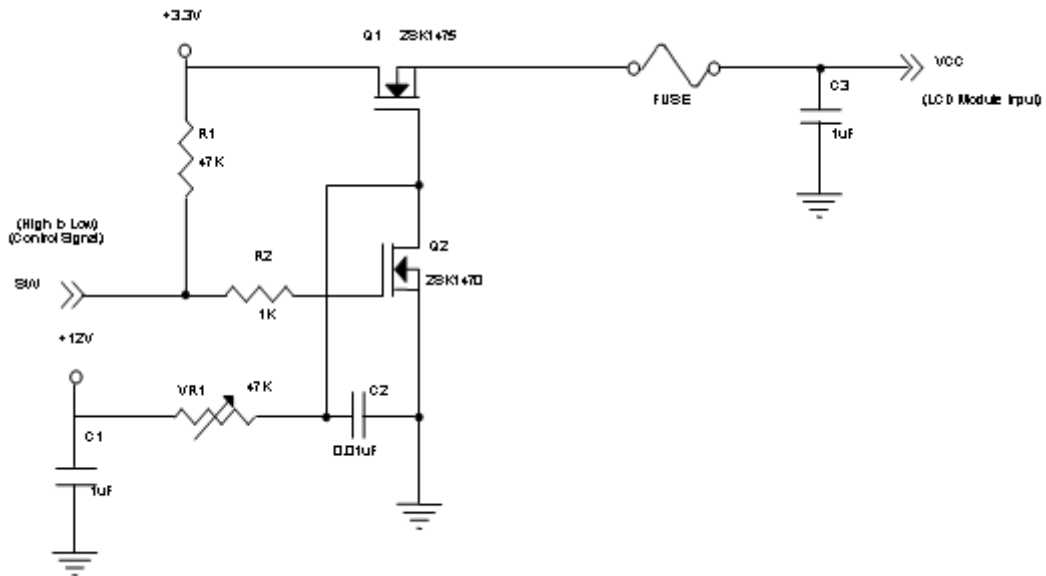 +3.3V
Q1 2SK1475
VCC
FUSE
C3
(LCD Module Input)
1uF
R1
47K
(High to Low)
(Control Signal)
SW
R2
1K
Q2
2SK1470
+12V
VR1
47K
C2
0.01uF
C1
1uF